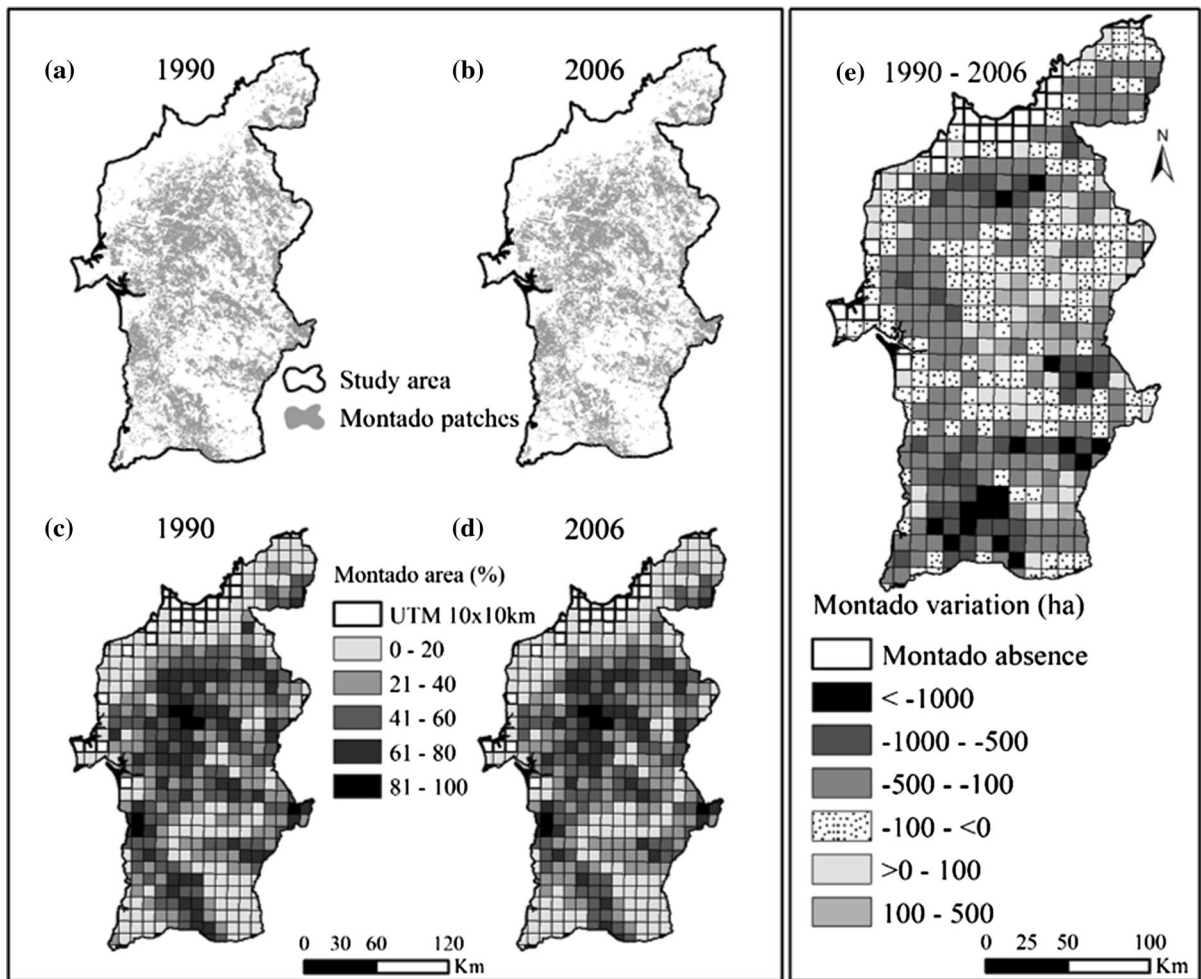 (a) 1990
(b) 2006
Study area
Montado patches
(c) 1990
(d) 2006
Montado area (%)
UTM 10x10km
0 - 20
21 - 40
41 - 60
61 - 80
81 - 100
0 30 60 120
Km
(e) 1990 - 2006
N
Montado variation (ha)
Montado absence
< -1000
-1000 - -500
-500 - -100
-100 - <0
>0 - 100
100 - 500
0 25 50 100
Km